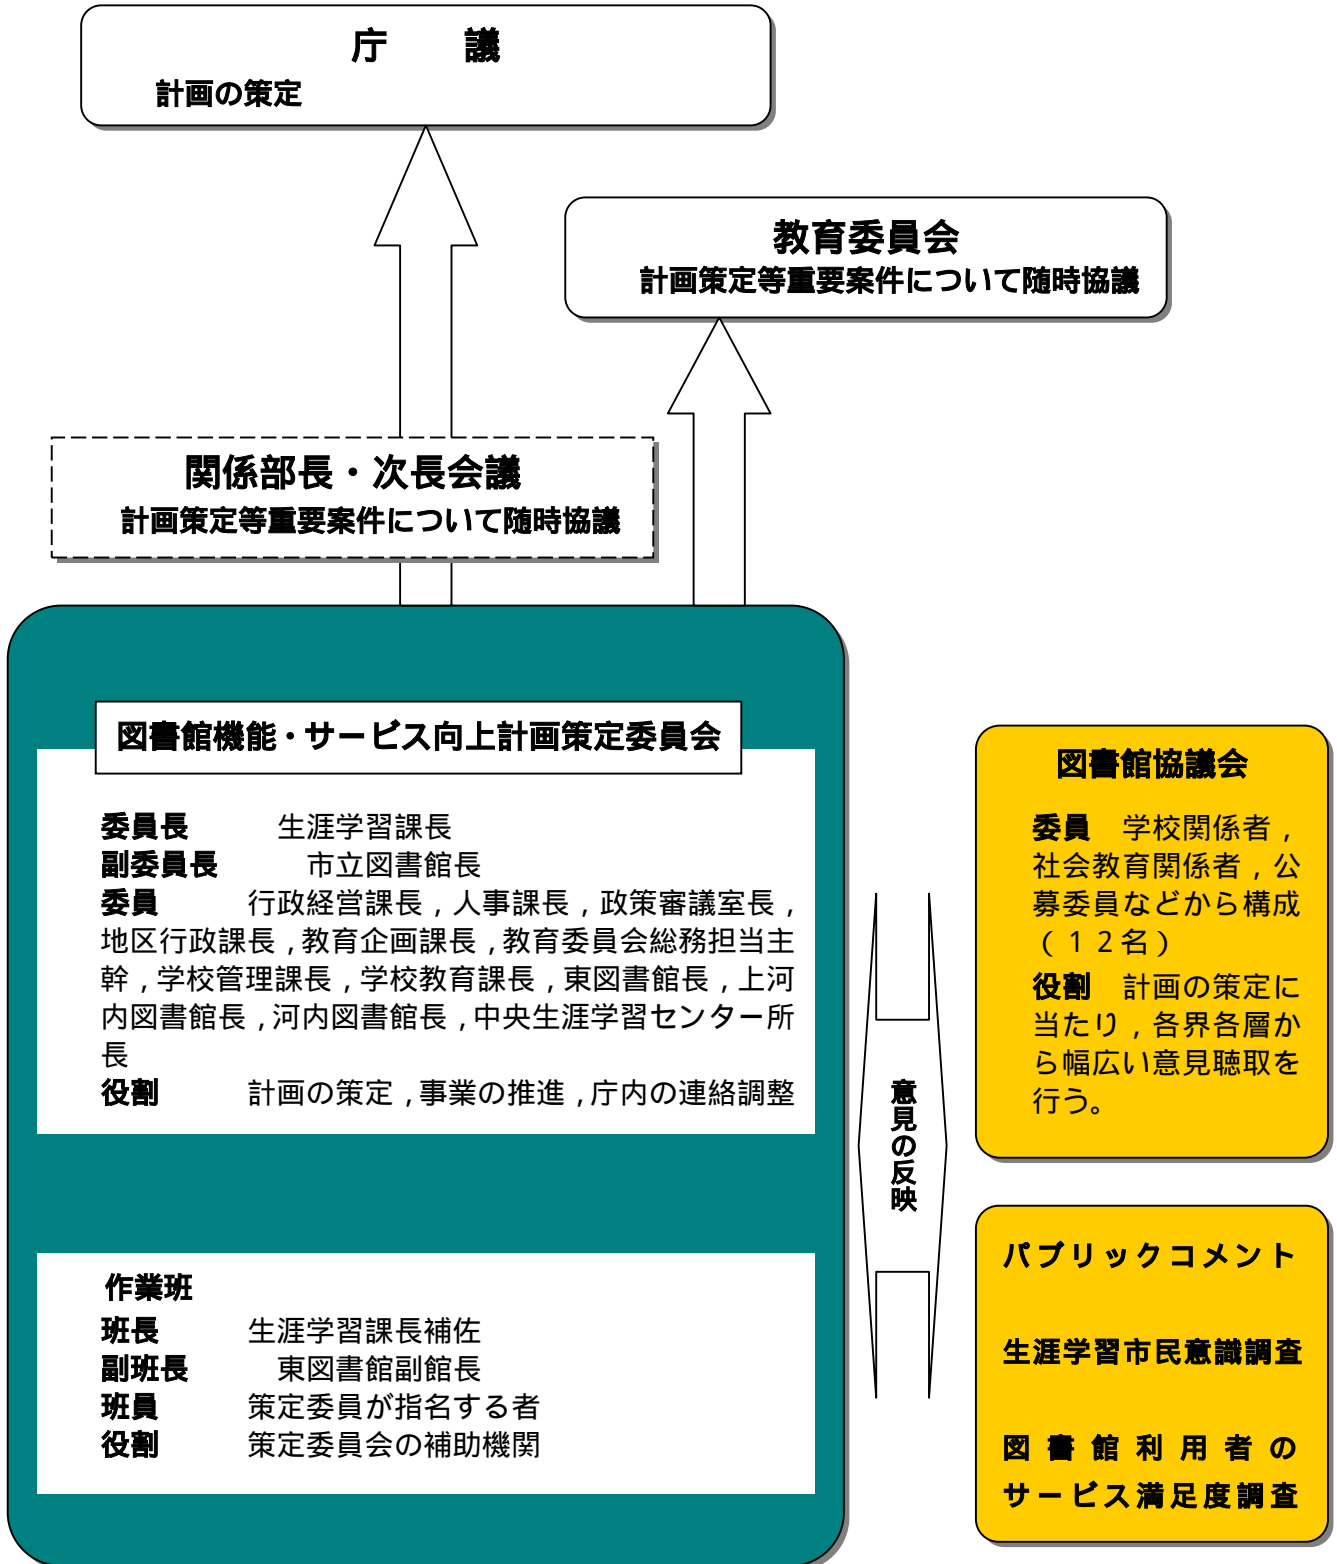 庁　　議
計画の策定
教育委員会
計画策定等重要案件について随時協議
関係部長・次長会議
計画策定等重要案件について随時協議
図書館機能・サービス向上計画策定委員会
委員長　　　生涯学習課長
副委員長　　　市立図書館長
委員　　　行政経営課長，人事課長，政策審議室長，
地区行政課長，教育企画課長，教育委員会総務担当主
幹，学校管理課長，学校教育課長，東図書館長，上河
内図書館長，河内図書館長，中央生涯学習センター所
長
役割　　　計画の策定，事業の推進，庁内の連絡調整
作業班
班長　　　生涯学習課長補佐
副班長　　　東図書館副館長
班員　　　策定委員が指名する者
役割　　　策定委員会の補助機関
意見の反映
図書館協議会
委員　学校関係者，
社会教育関係者，公
募委員などから構成
（１２名）
役割　計画の策定に
当たり，各界各層か
ら幅広い意見聴取を
行う。
パブリックコメント
生涯学習市民意識調査
図書館利用者の
サービス満足度調査